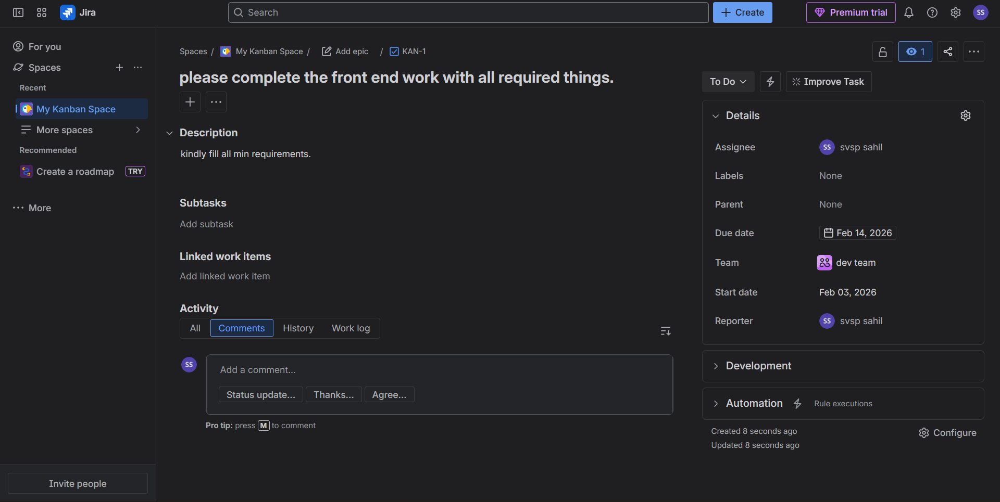 Jira
Search
Create
Premium trial
SS
For you
Spaces
Recent
My Kanban Space
More spaces
Recommended
Create a roadmap TRY
More
Invite people
Spaces / My Kanban Space / Add epic / KAN-1
please complete the front end work with all required things.
Description
kindly fill all min requirements.
Subtasks
Add subtask
Linked work items
Add linked work item
Activity
All Comments History Work log
SS
Add a comment...
Status update... Thanks... Agree...
Pro tip: press M to comment
1
To Do
Improve Task
Details
Assignee SS svsp sahil
Labels None
Parent None
Due date Feb 14, 2026
Team dev team
Start date Feb 03, 2026
Reporter SS svsp sahil
Development
Automation Rule executions
Created 8 seconds ago
Configure
Updated 8 seconds ago